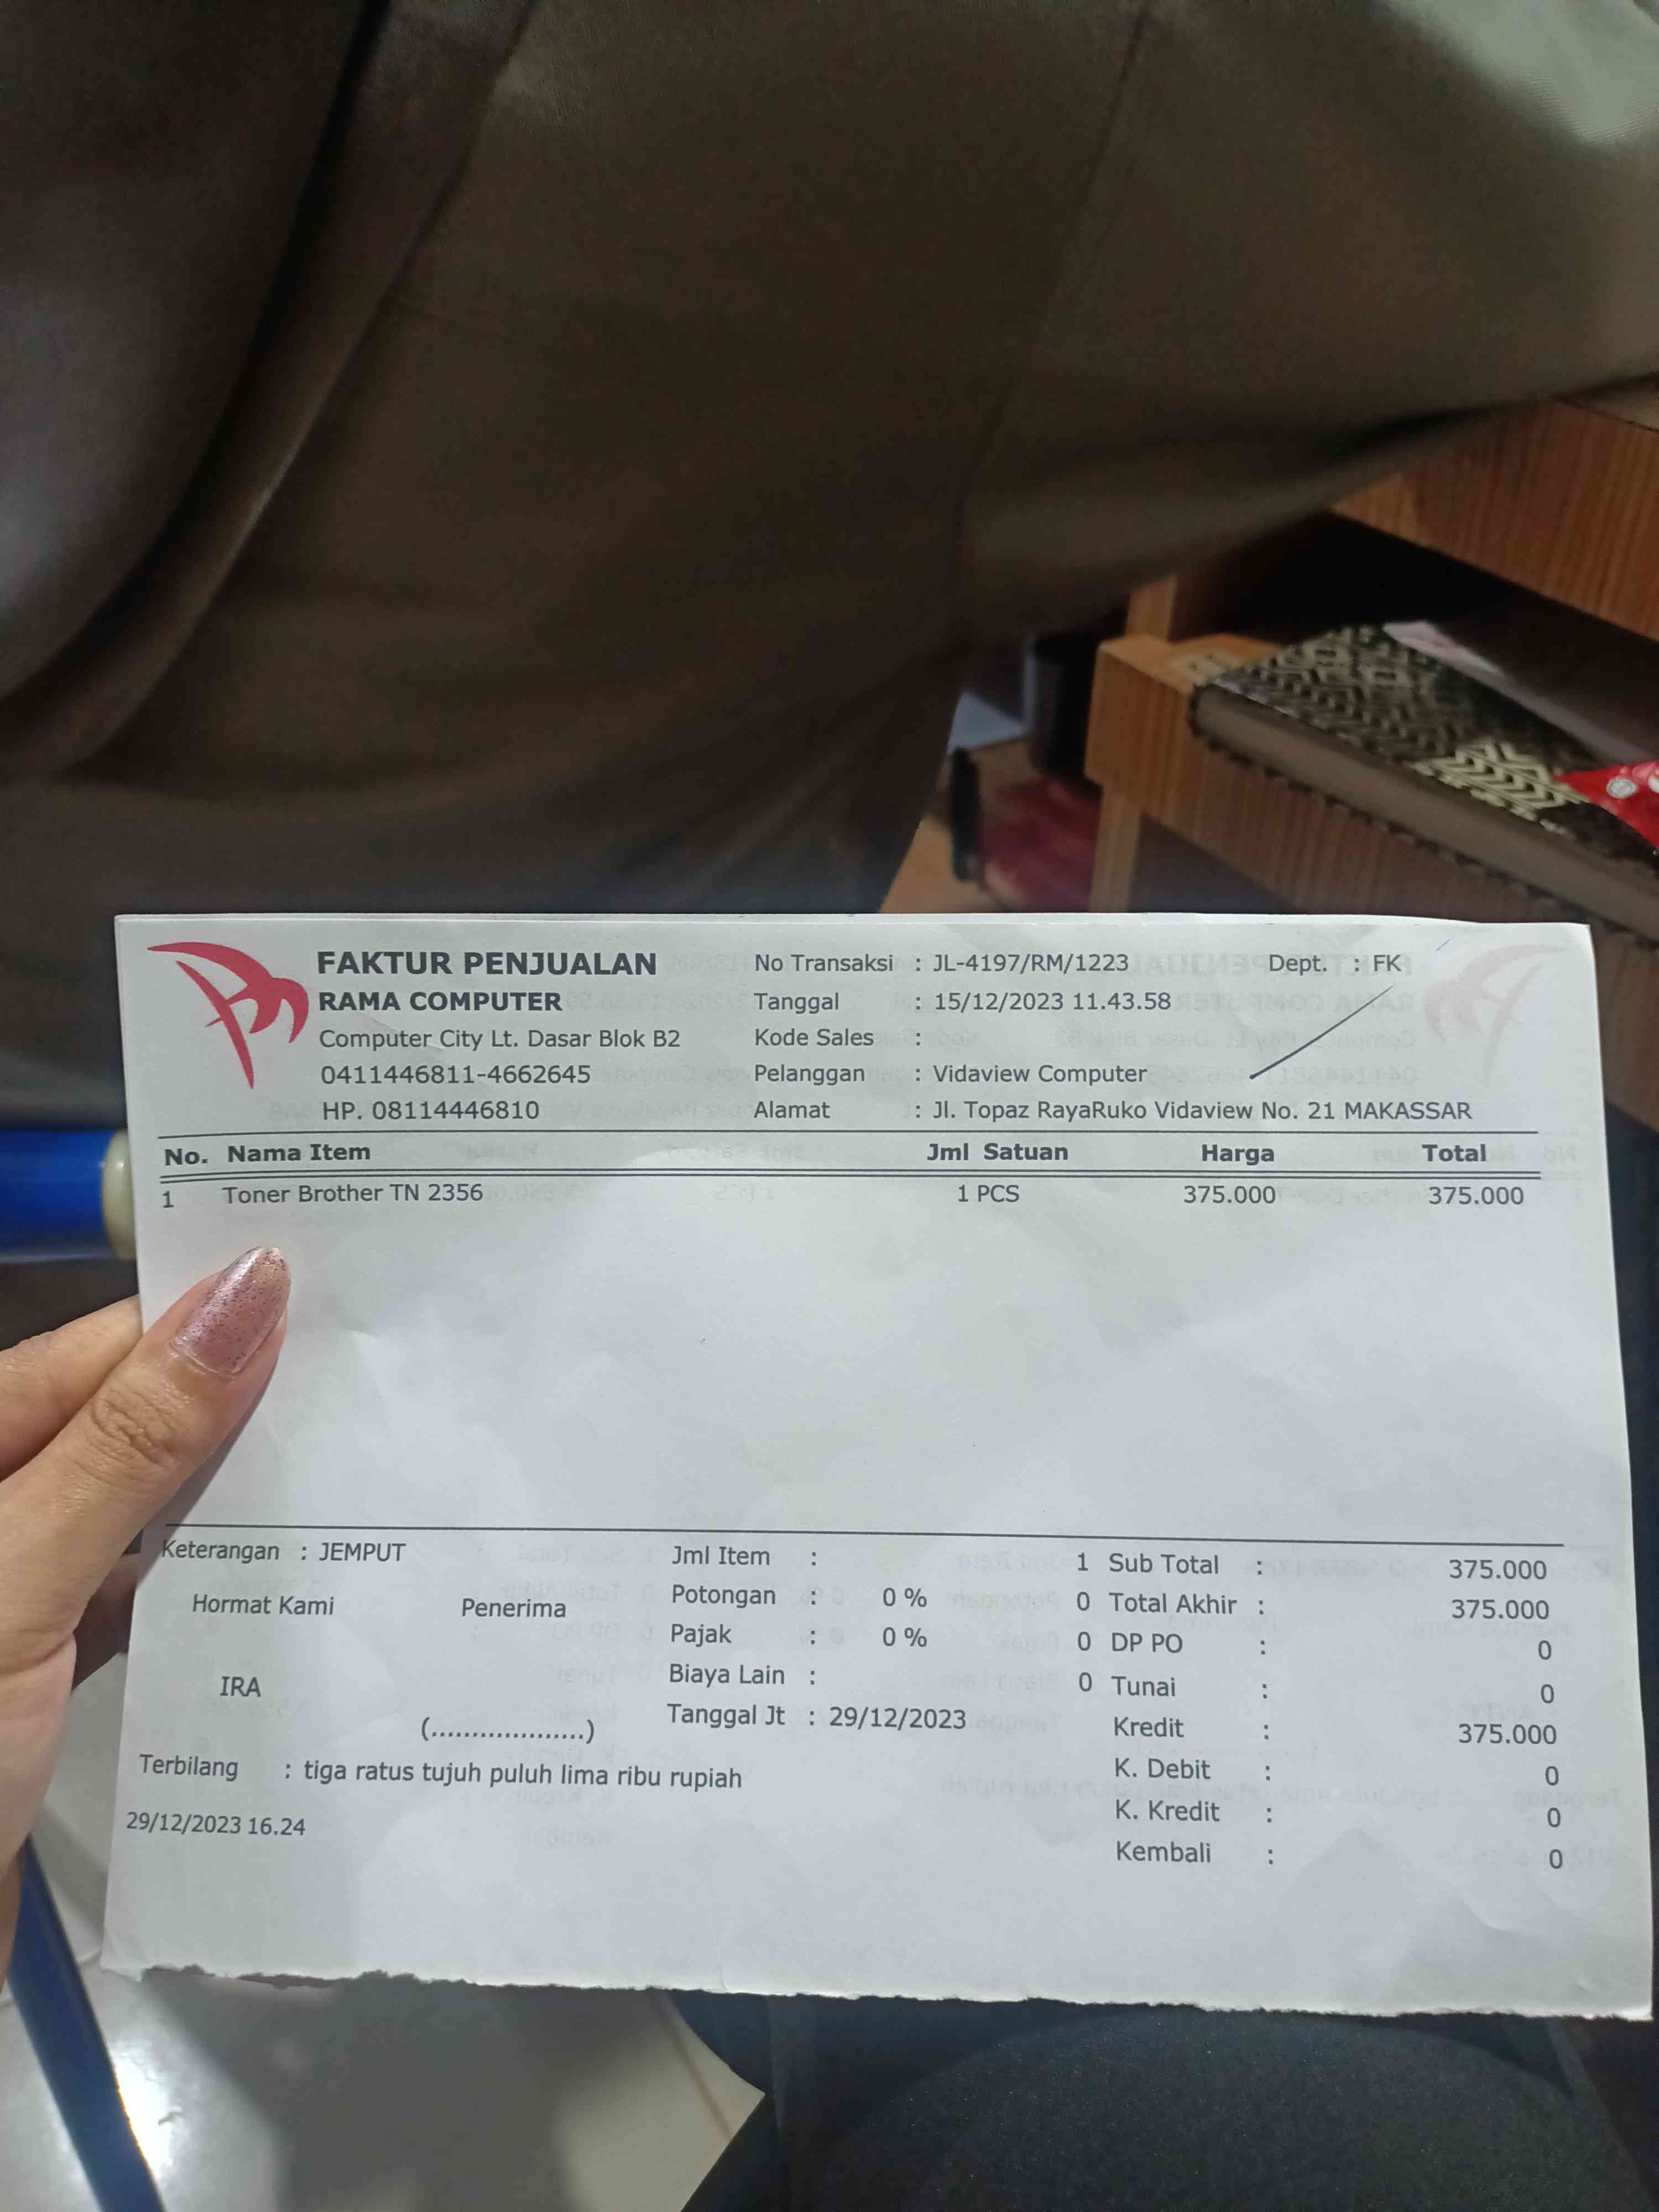 FAKTUR PENJUALAN
RAMA COMPUTER
Computer City Lt. Dasar Blok B2
0411446811-4662645
HP. 08114446810
No Transaksi : JL-4197/RM/1223 Dept. : FK
Tanggal : 15/12/2023 11.43.58
Kode Sales :
Pelanggan : Vidaview Computer
Alamat : Jl. Topaz RayaRuko Vidaview No. 21 MAKASSAR
No. Nama Item Jml Satuan Harga Total
1 Toner Brother TN 2356 1 PCS 375.000 375.000
Keterangan : JEMPUT
Hormat Kami Penerima
IRA
(...................)
Jml Item : 1
Potongan : 0 % 0
Pajak : 0 % 0
Biaya Lain : 0
Tanggal Jt : 29/12/2023
Sub Total : 375.000
Total Akhir : 375.000
DP PO : 0
Tunai : 0
Kredit : 375.000
K. Debit : 0
K. Kredit : 0
Kembali : 0
Terbilang : tiga ratus tujuh puluh lima ribu rupiah
29/12/2023 16.24